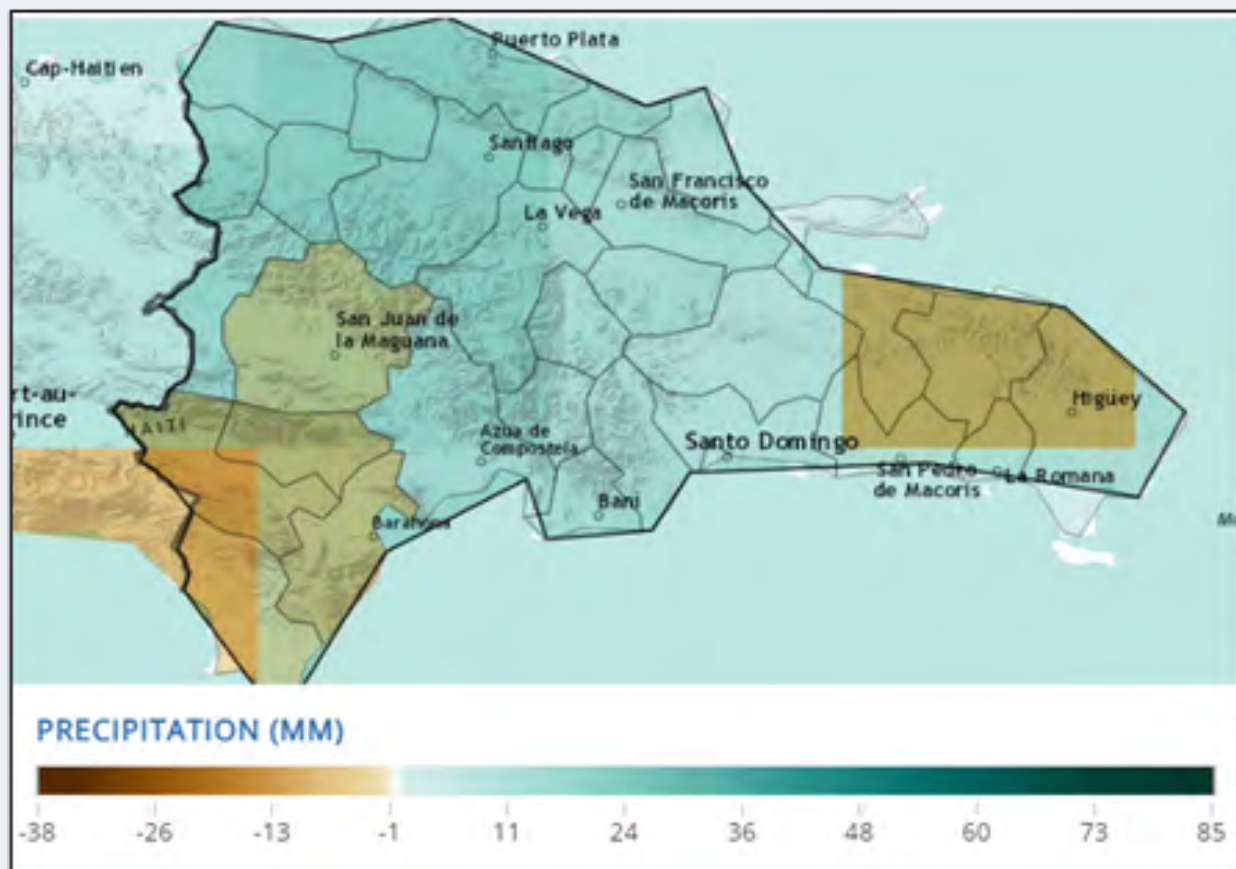 Puerto Plata
Cap-Haitien
Santiago
San Francisco
de Macoris
La Vega
San Juan de
la Maguana
rt-au-
rince
HAITI
Higüey
Azua de
Compostela
Santo Domingo
San Pedro
de Macoris
La Romana
Bani
Barahona
PRECIPITATION (MM)
-38 -26 -13 -1 11 24 36 48 60 73 85